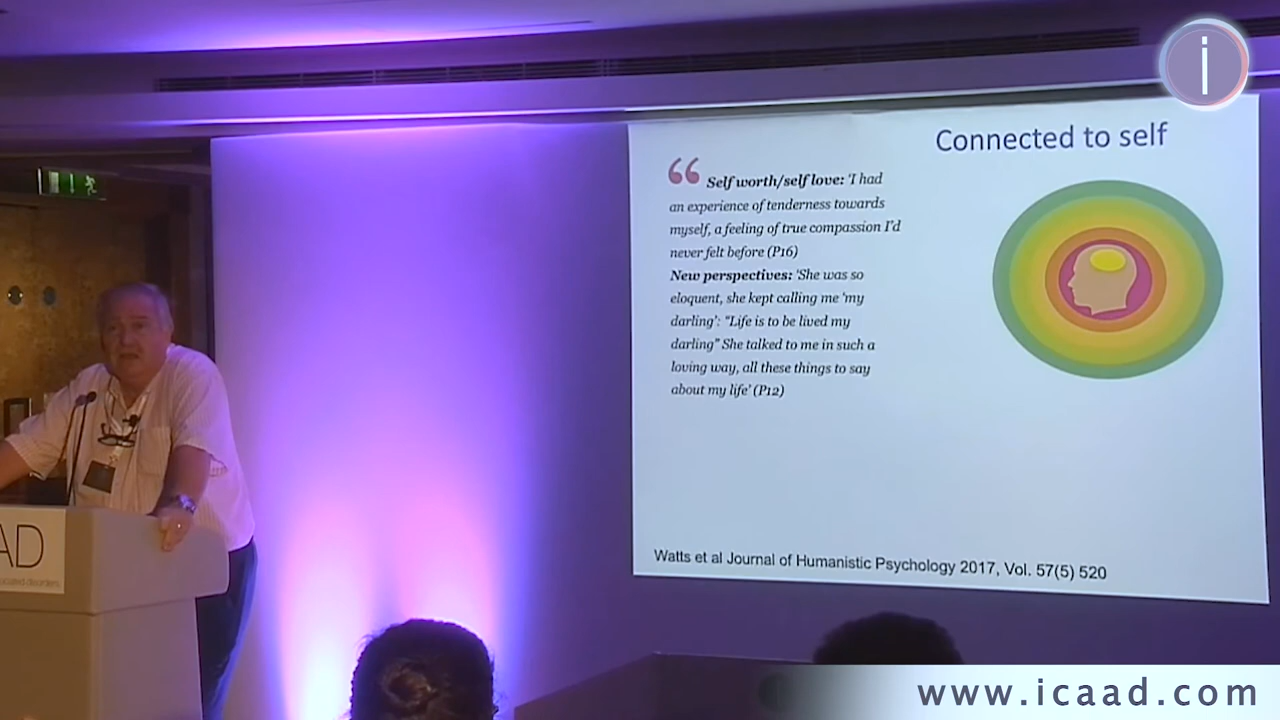 i
Connected to self
“ Self worth/self love: 'I had
an experience of tenderness towards
myself, a feeling of true compassion I'd
never felt before (P16)
New perspectives: 'She was so
eloquent, she kept calling me 'my
darling': "Life is to be lived my
darling" She talked to me in such a
loving way, all these things to say
about my life' (P12)
Watts et al Journal of Humanistic Psychology 2017, Vol. 57(5) 520
AD
disorders
www.icaad.com